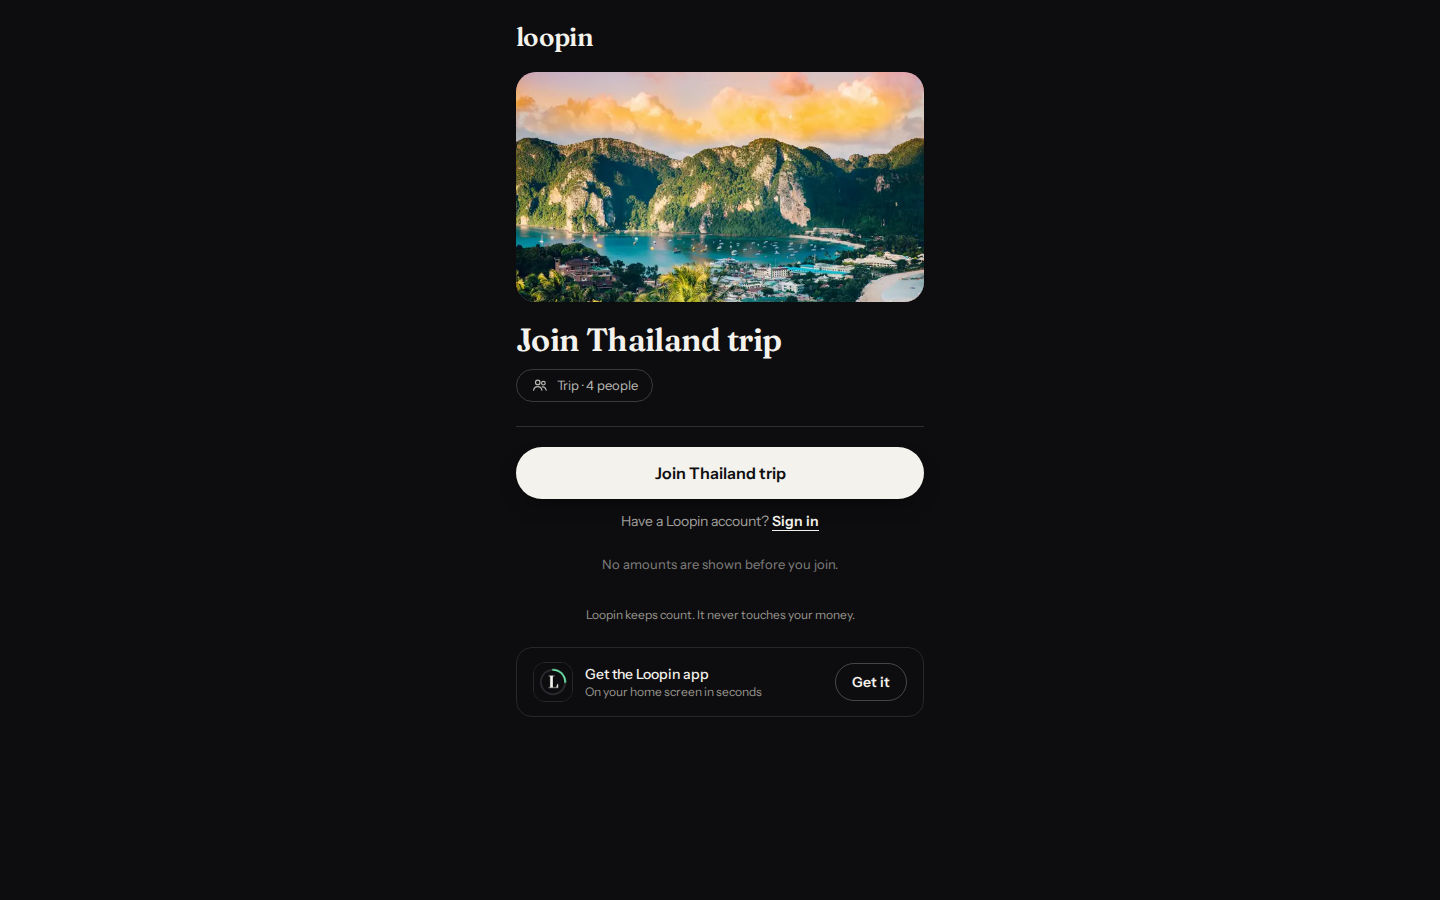 loopin
Join Thailand trip
Trip · 4 people
Join Thailand trip
Have a Loopin account? Sign in
No amounts are shown before you join.
Loopin keeps count. It never touches your money.
L
Get the Loopin app
On your home screen in seconds
Get it